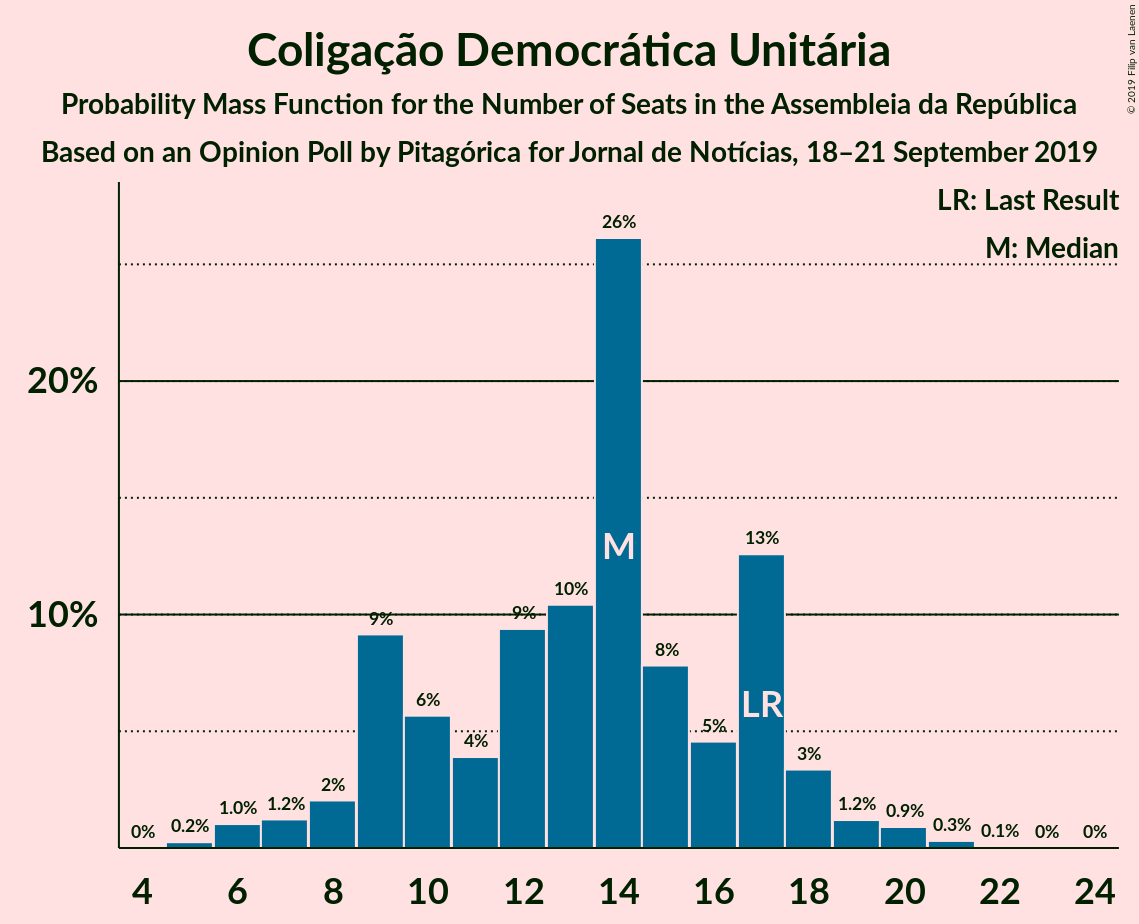 Coligação Democrática Unitária
Probability Mass Function for the Number of Seats in the Assembleia da República
Based on an Opinion Poll by Pitagórica for Jornal de Notícias, 18–21 September 2019
© 2019 Filip van Laenen
LR: Last Result
M: Median
20%
10%
0%
0.2%
1.0%
1.2%
2%
9%
6%
4%
9%
10%
26%
8%
5%
13%
3%
1.2%
0.9%
0.3%
0.1%
0%
0%
M
LR
4 6 8 10 12 14 16 18 20 22 24